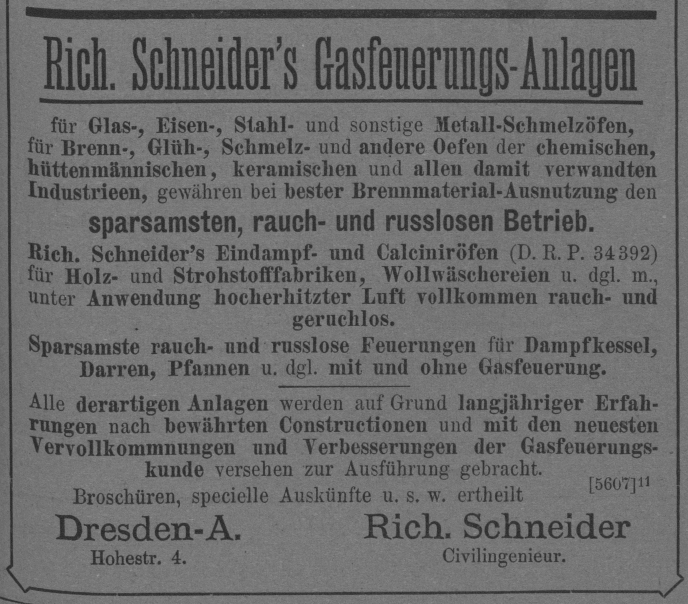 Rich. Schneider's Gasfeuerungs-Anlagen
für Glas-, Eisen-, Stahl- und sonstige Metall-Schmelzöfen,
für Brenn-, Glüh-, Schmelz- und andere Oefen der chemischen,
hüttenmännischen, keramischen und allen damit verwandten
Industrieen, gewähren bei bester Brennmaterial-Ausnutzung den
sparsamsten, rauch- und russlosen Betrieb.
Rich. Schneider's Eindampf- und Calciniröfen (D. R. P. 34392)
für Holz- und Strohstofffabriken, Wollwäschereien u. dgl. m.,
unter Anwendung hocherhitzter Luft vollkommen rauch- und
geruchlos.
Sparsamste rauch- und russlose Feuerungen für Dampfkessel,
Darren, Pfannen u. dgl. mit und ohne Gasfeuerung.
Alle derartigen Anlagen werden auf Grund langjähriger Erfah-
rungen nach bewährten Constructionen und mit den neuesten
Vervollkommnungen und Verbesserungen der Gasfeuerungs-
kunde versehen zur Ausführung gebracht.
Broschüren, specielle Auskünfte u. s. w. ertheilt [5607]11
Dresden-A. Rich. Schneider
Hohestr. 4. Civilingenieur.